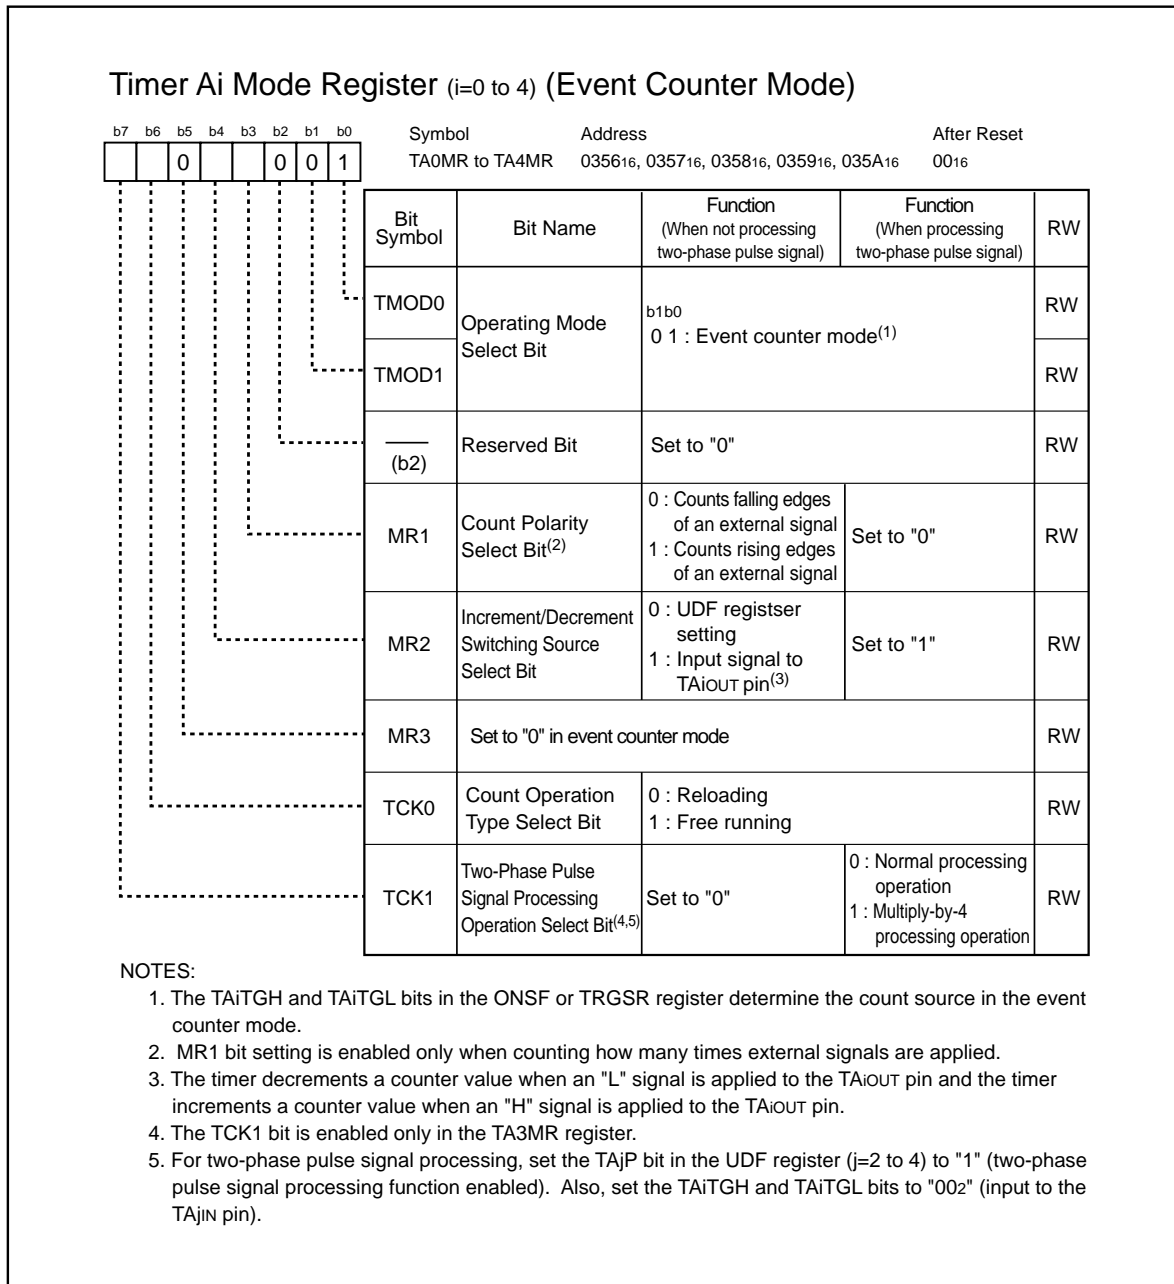 Timer Ai Mode Register (i=0 to 4) (Event Counter Mode)
b7 b6 b5 b4 b3 b2 b1 b0
Symbol Address After Reset
0 0 0 1
TA0MR to TA4MR 035616, 035716, 035816, 035916, 035A16 0016
Bit Symbol
Bit Name
Function
(When not processing
two-phase pulse signal)
Function
(When processing
two-phase pulse signal)
RW
TMOD0
TMOD1
Operating Mode
Select Bit
b1b0
0 1 : Event counter mode(1)
RW
RW
(b2)
Reserved Bit
Set to "0"
RW
MR1
Count Polarity
Select Bit(2)
0 : Counts falling edges
of an external signal
1 : Counts rising edges
of an external signal
Set to "0"
RW
MR2
Increment/Decrement
Switching Source
Select Bit
0 : UDF registser
setting
1 : Input signal to
TAiOUT pin(3)
Set to "1"
RW
MR3
Set to "0" in event counter mode
RW
TCK0
Count Operation
Type Select Bit
0 : Reloading
1 : Free running
RW
TCK1
Two-Phase Pulse
Signal Processing
Operation Select Bit(4,5)
Set to "0"
0 : Normal processing
operation
1 : Multiply-by-4
processing operation
RW
NOTES:
1. The TAiTGH and TAiTGL bits in the ONSF or TRGSR register determine the count source in the event
counter mode.
2. MR1 bit setting is enabled only when counting how many times external signals are applied.
3. The timer decrements a counter value when an "L" signal is applied to the TAiOUT pin and the timer
increments a counter value when an "H" signal is applied to the TAiOUT pin.
4. The TCK1 bit is enabled only in the TA3MR register.
5. For two-phase pulse signal processing, set the TAjP bit in the UDF register (j=2 to 4) to "1" (two-phase
pulse signal processing function enabled). Also, set the TAiTGH and TAiTGL bits to "002" (input to the
TAjIN pin).